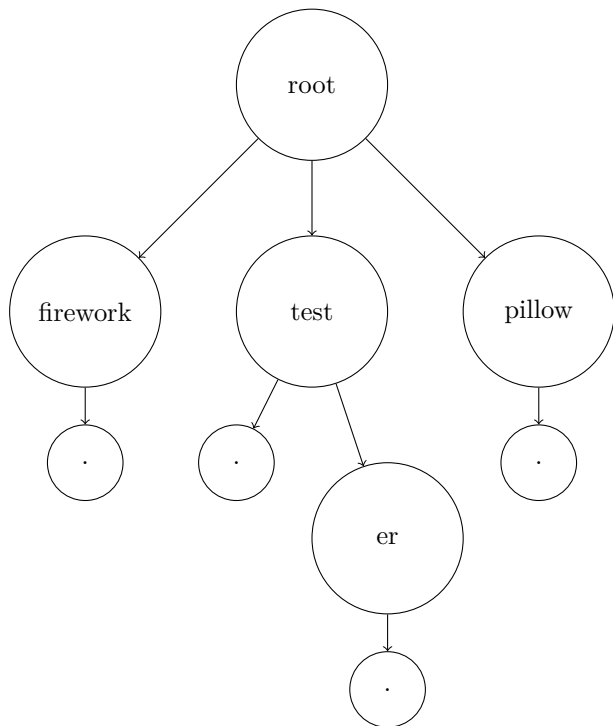 root
firework test pillow
. . .
er
.